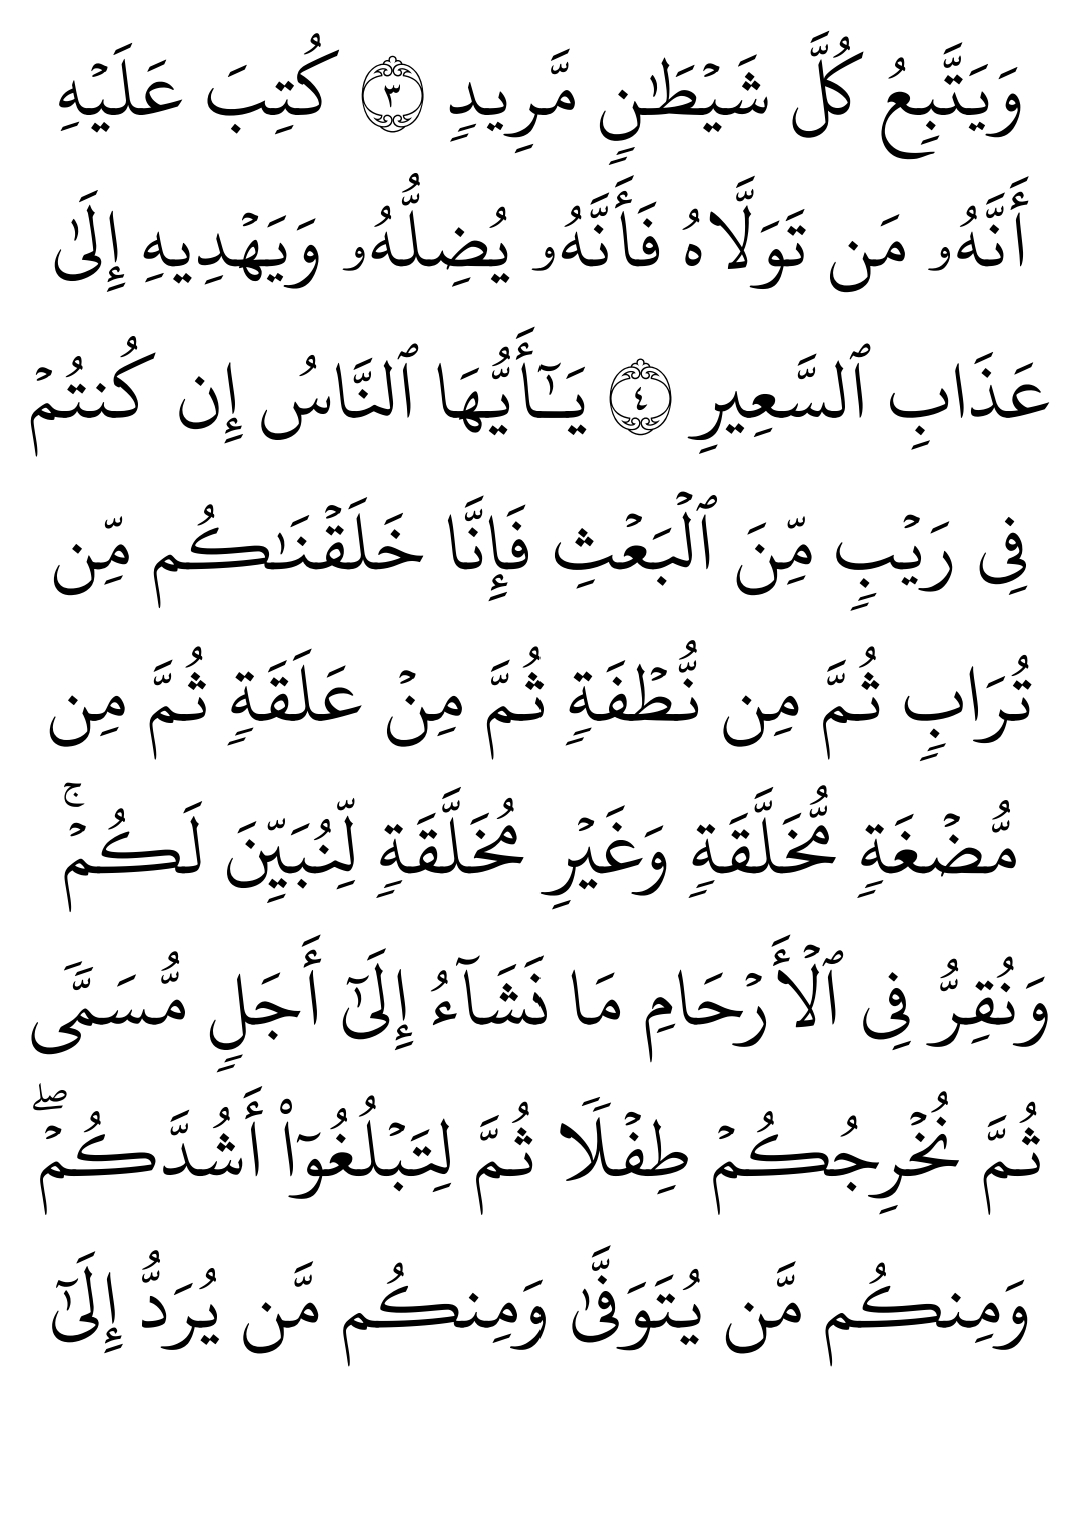 وَيَتَّبِعُ كُلَّ شَيْطَـٰنٍ مَّرِيدٍ ٣ كُتِبَ عَلَيْهِ
أَنَّهُۥ مَن تَوَلَّاهُ فَأَنَّهُۥ يُضِلُّهُۥ وَيَهْدِيهِ إِلَىٰ
عَذَابِ ٱلسَّعِيرِ ٤ يَـٰٓأَيُّهَا ٱلنَّاسُ إِن كُنتُمْ
فِى رَيْبٍ مِّنَ ٱلْبَعْثِ فَإِنَّا خَلَقْنَـٰكُم مِّن
تُرَابٍ ثُمَّ مِن نُّطْفَةٍ ثُمَّ مِنْ عَلَقَةٍ ثُمَّ مِن
مُّضْغَةٍ مُّخَلَّقَةٍ وَغَيْرِ مُخَلَّقَةٍ لِّنُبَيِّنَ لَكُمْ ۚ
وَنُقِرُّ فِى ٱلْأَرْحَامِ مَا نَشَآءُ إِلَىٰٓ أَجَلٍ مُّسَمًّى
ثُمَّ نُخْرِجُكُمْ طِفْلًا ثُمَّ لِتَبْلُغُوٓا۟ أَشُدَّكُمْ ۖ
وَمِنكُم مَّن يُتَوَفَّىٰ وَمِنكُم مَّن يُرَدُّ إِلَىٰٓ